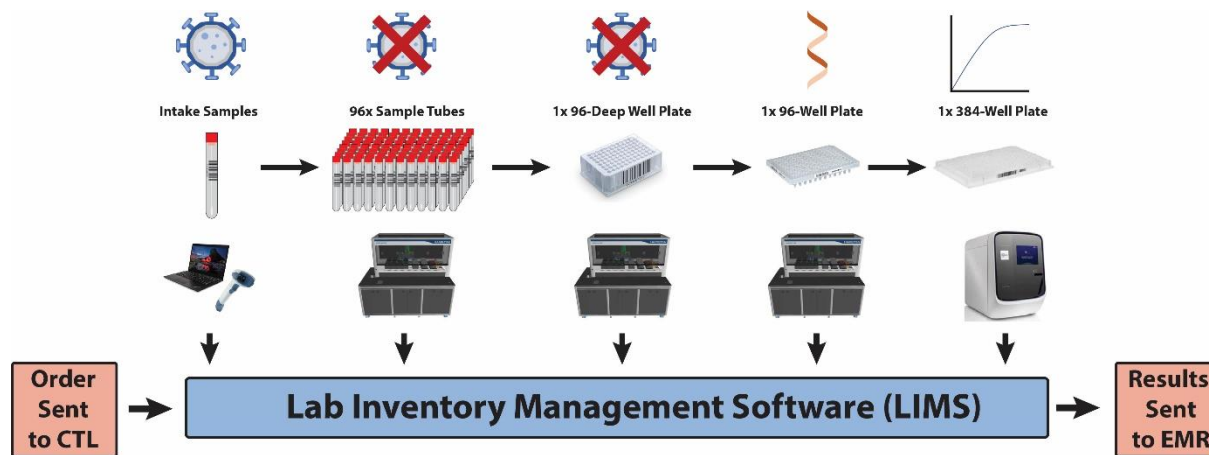 Intake Samples
96x Sample Tubes
1x 96-Deep Well Plate
1x 96-Well Plate
1x 384-Well Plate
Order
Sent
to CTL
Lab Inventory Management Software (LIMS)
Results
Sent
to EMR